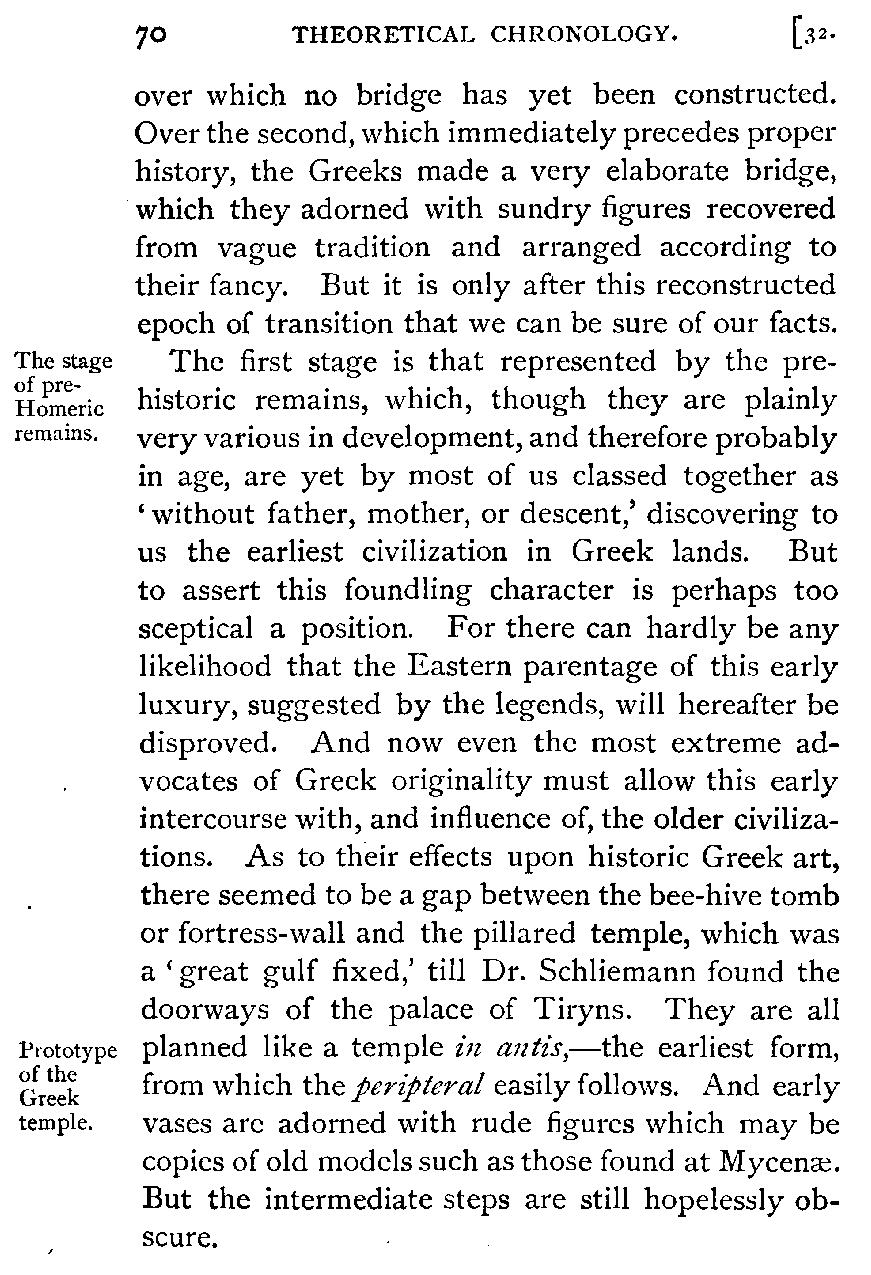 70 THEORETICAL CHRONOLOGY. [32.
over which no bridge has yet been constructed.
Over the second, which immediately precedes proper
history, the Greeks made a very elaborate bridge,
which they adorned with sundry figures recovered
from vague tradition and arranged according to
their fancy. But it is only after this reconstructed
epoch of transition that we can be sure of our facts.
The stage
of pre-
Homeric
remains.
The first stage is that represented by the pre-
historic remains, which, though they are plainly
very various in development, and therefore probably
in age, are yet by most of us classed together as
‘without father, mother, or descent,’ discovering to
us the earliest civilization in Greek lands. But
to assert this foundling character is perhaps too
sceptical a position. For there can hardly be any
likelihood that the Eastern parentage of this early
luxury, suggested by the legends, will hereafter be
disproved. And now even the most extreme ad-
vocates of Greek originality must allow this early
intercourse with, and influence of, the older civiliza-
tions. As to their effects upon historic Greek art,
there seemed to be a gap between the bee-hive tomb
or fortress-wall and the pillared temple, which was
a ‘great gulf fixed,’ till Dr. Schliemann found the
doorways of the palace of Tiryns. They are all
Prototype
of the
Greek
temple.
planned like a temple in antis,—the earliest form,
from which the peripteral easily follows. And early
vases are adorned with rude figures which may be
copies of old models such as those found at Mycenæ.
But the intermediate steps are still hopelessly ob-
scure.